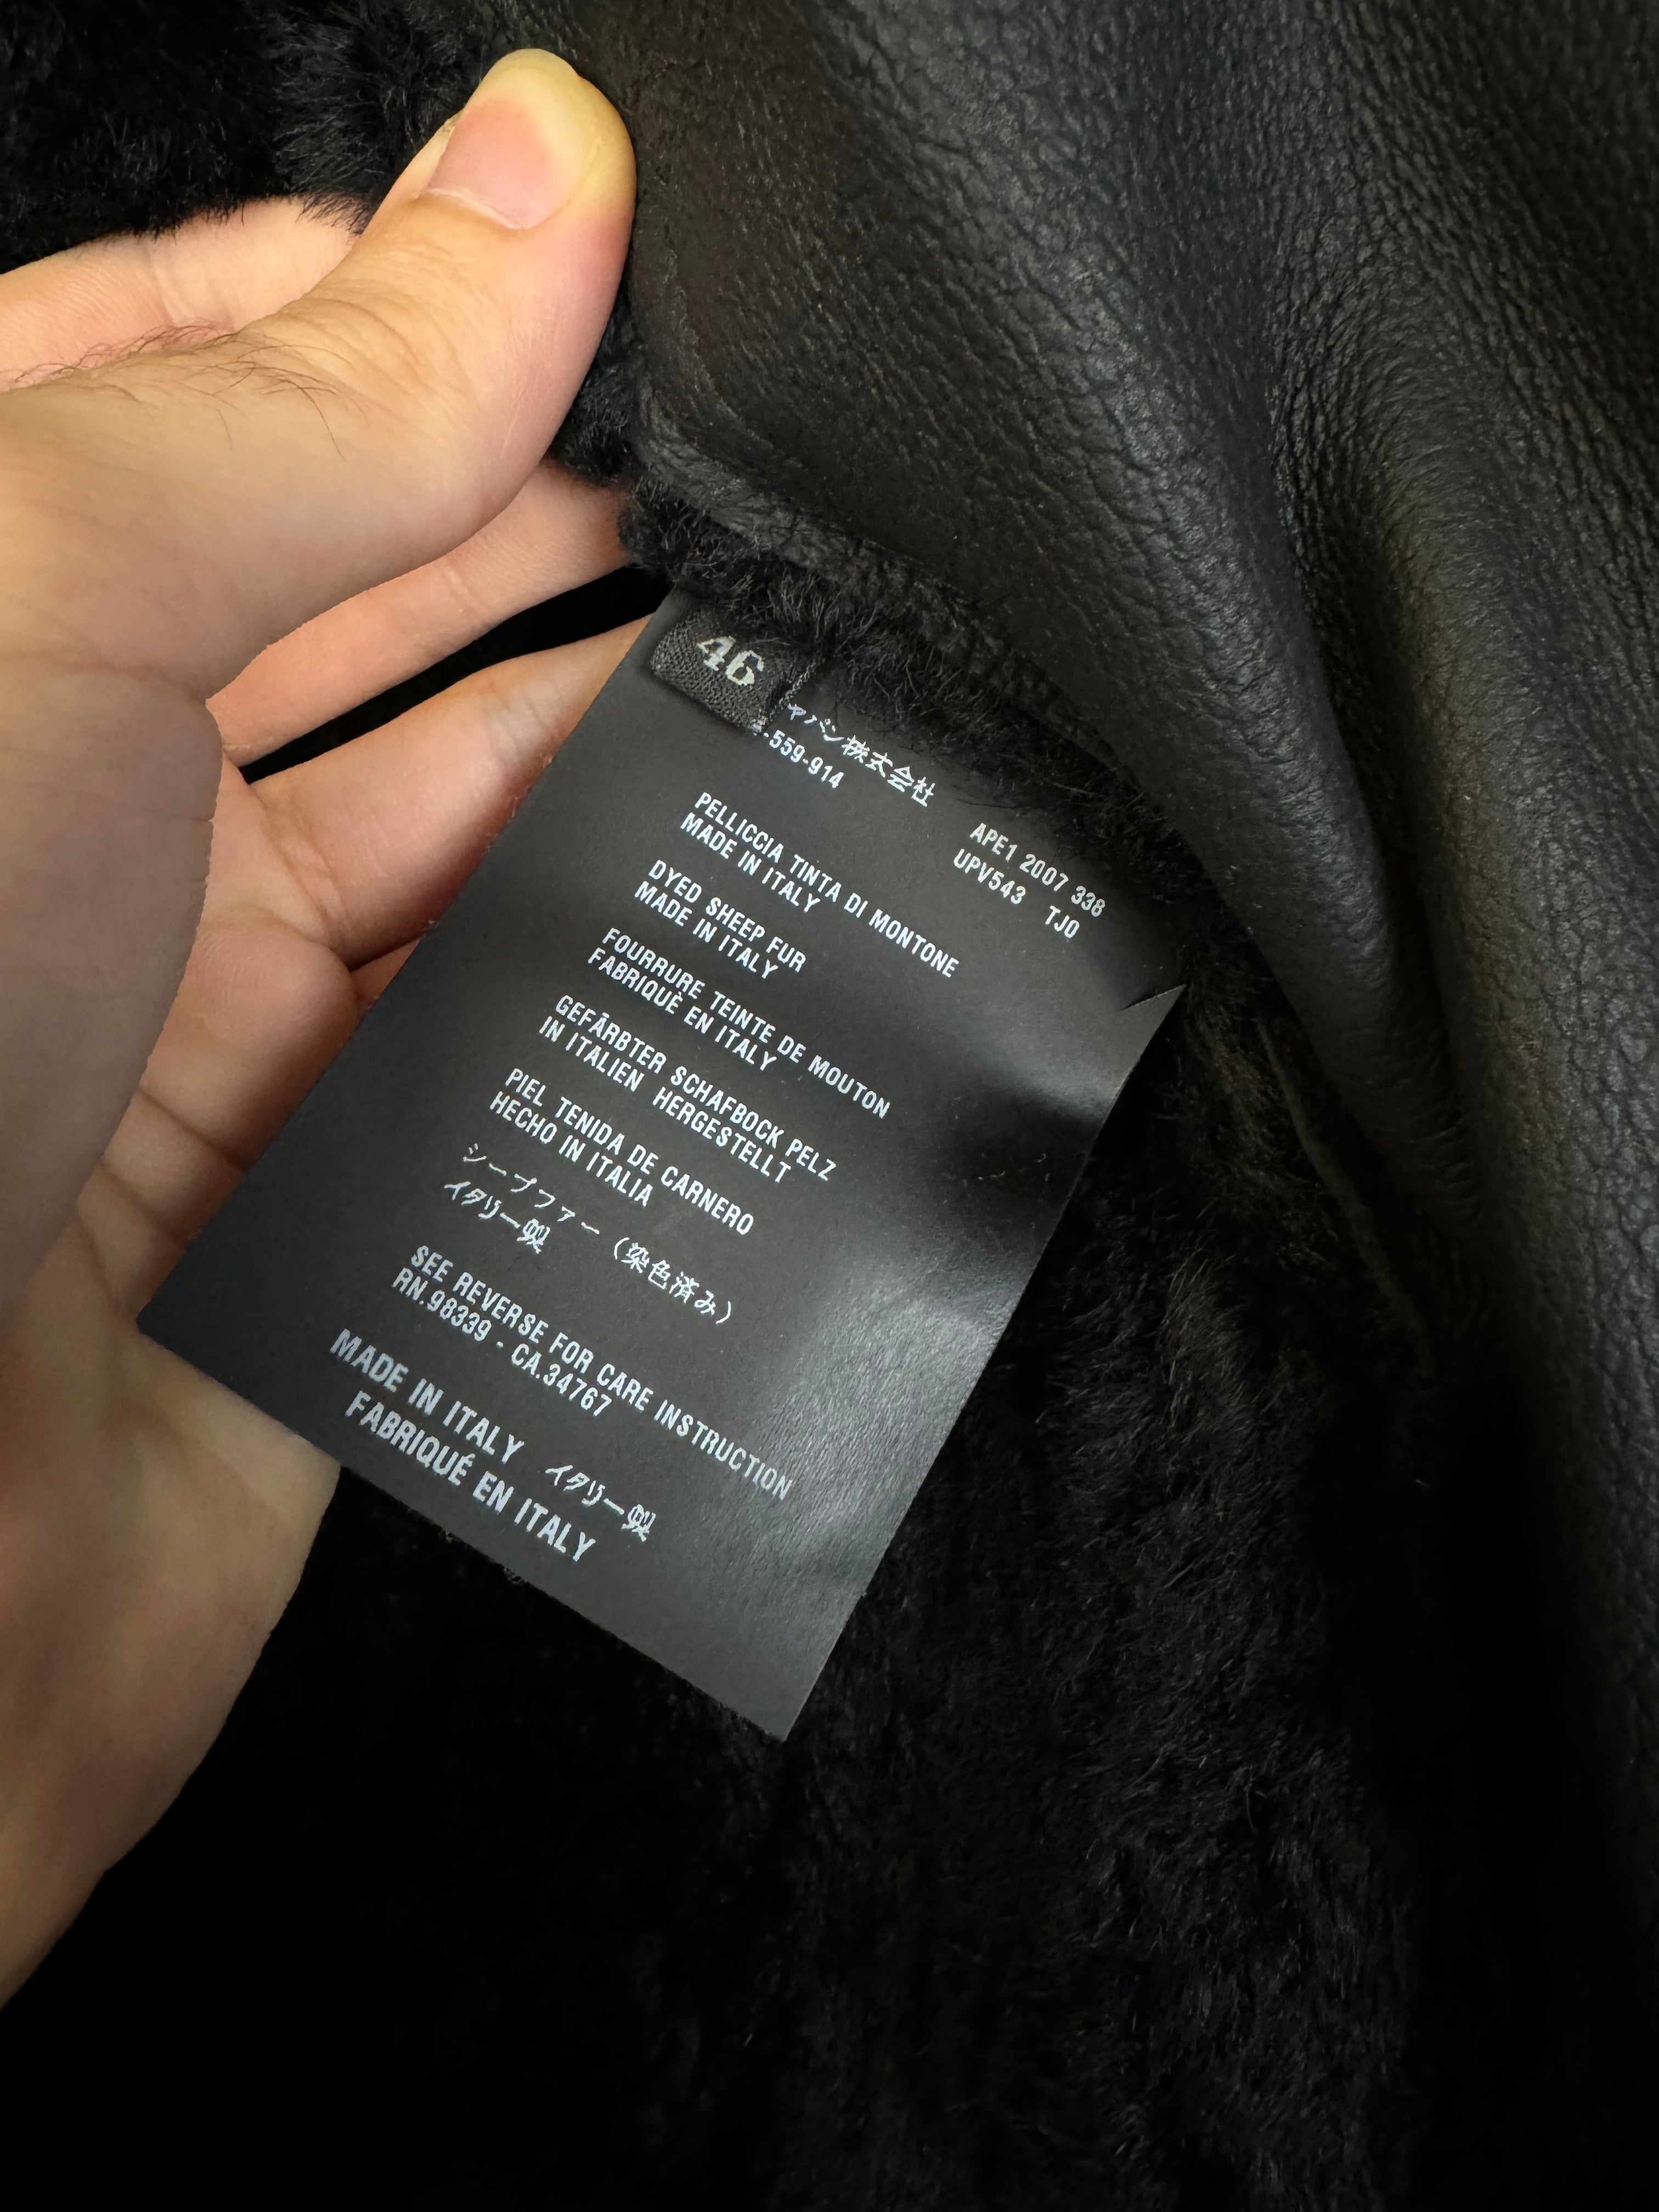 46
ャパン株式会社
-559-914
APE1 2007 338
UPV543 TJ0
PELLICCIA TINTA DI MONTONE
MADE IN ITALY
DYED SHEEP FUR
MADE IN ITALY
FOURRURE TEINTE DE MOUTON
FABRIQUÈ EN ITALY
GEFÄRBTER SCHAFBOCK PELZ
IN ITALIEN HERGESTELLT
PIEL TENIDA DE CARNERO
HECHO IN ITALIA
シープファー（染色済み）
イタリー製
SEE REVERSE FOR CARE INSTRUCTION
RN.98339 - CA.34767
MADE IN ITALY イタリー製
FABRIQUÉ EN ITALY